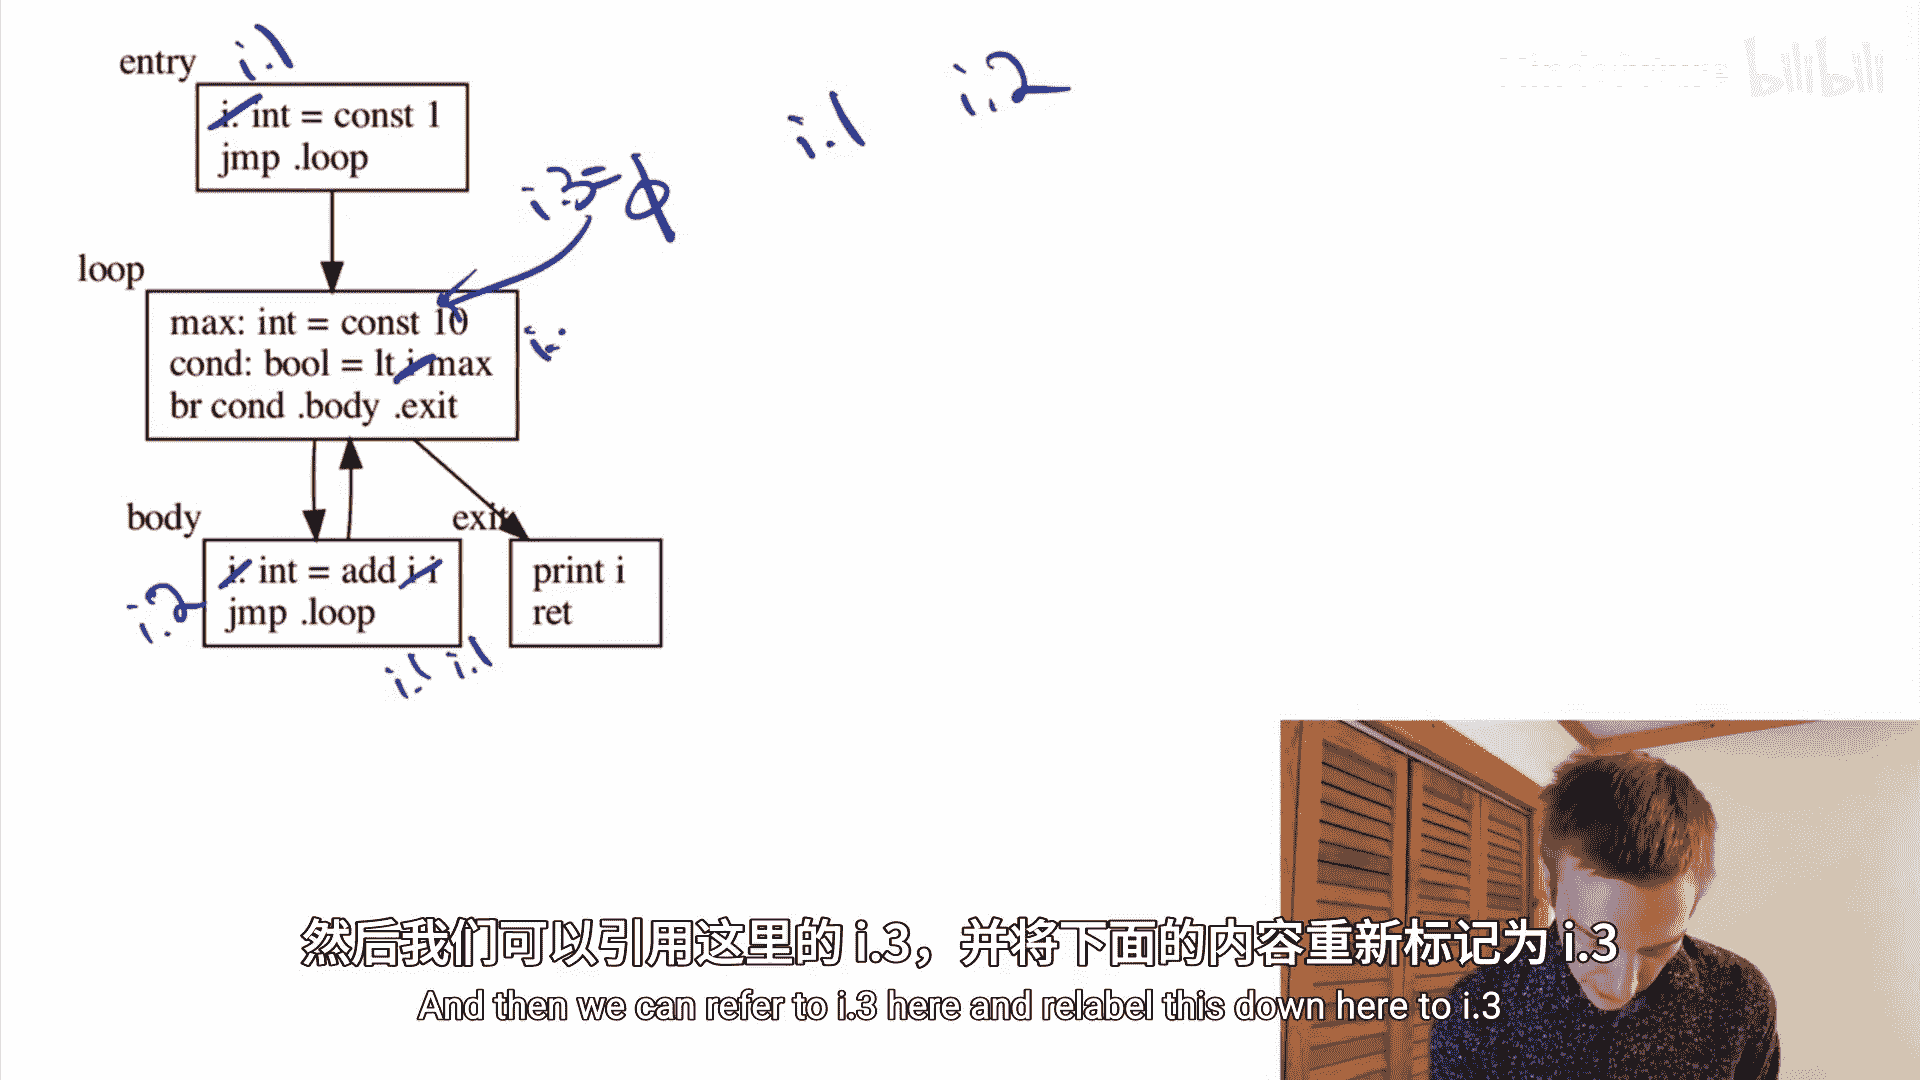 entry
i.1
i: int = const 1
jmp .loop
i.1 i.2
i.3=ϕ
loop
max: int = const 10
cond: bool = lt i max
br cond .body .exit
i.
body
i: int = add i i
jmp .loop
i.2
i.1 i.1
exit
print i
ret
bilibili
然后我们可以引用这里的 i.3，并将下面的内容重新标记为 i.3
And then we can refer to i.3 here and relabel this down here to i.3